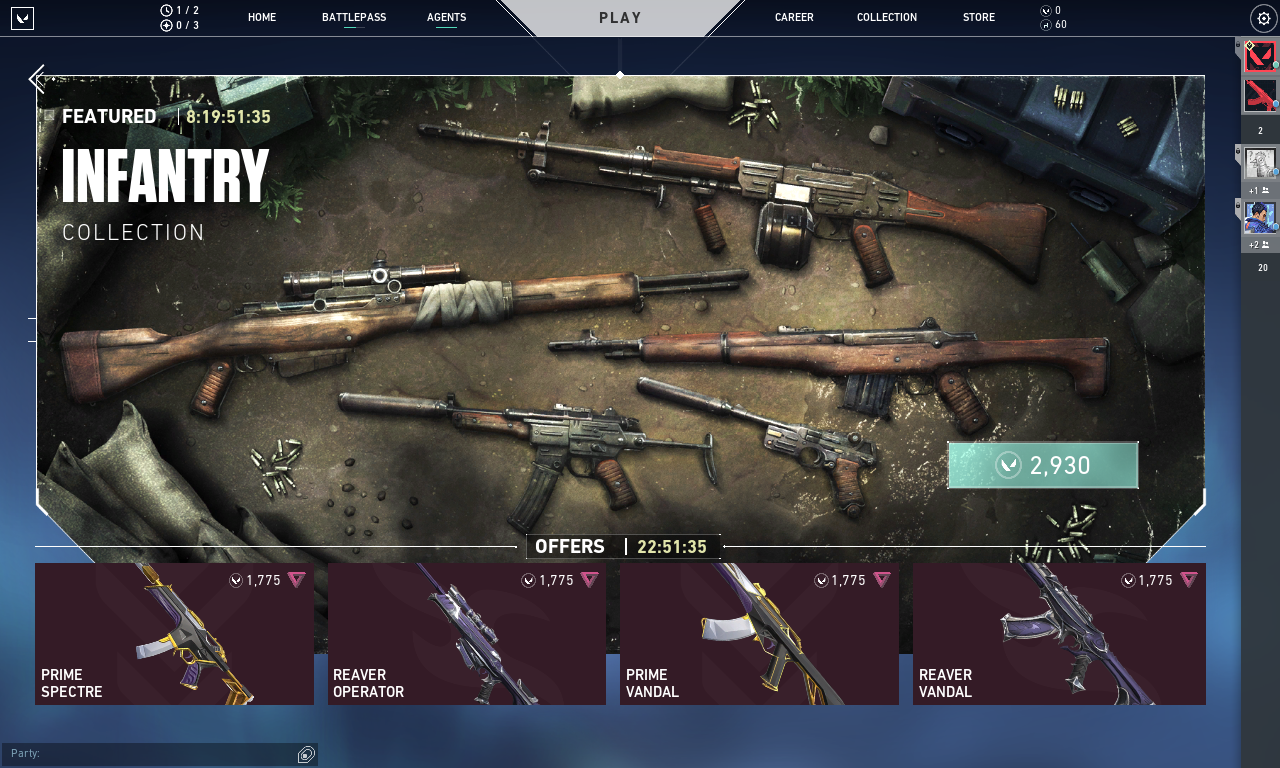 1 / 2
0 / 3
HOME
BATTLEPASS
AGENTS
PLAY
CAREER
COLLECTION
STORE
0
60
FEATURED
8:19:51:35
INFANTRY
COLLECTION
2,930
OFFERS
22:51:35
1,775
PRIME
SPECTRE
1,775
REAVER
OPERATOR
1,775
PRIME
VANDAL
1,775
REAVER
VANDAL
2
+1
+2
20
Party: